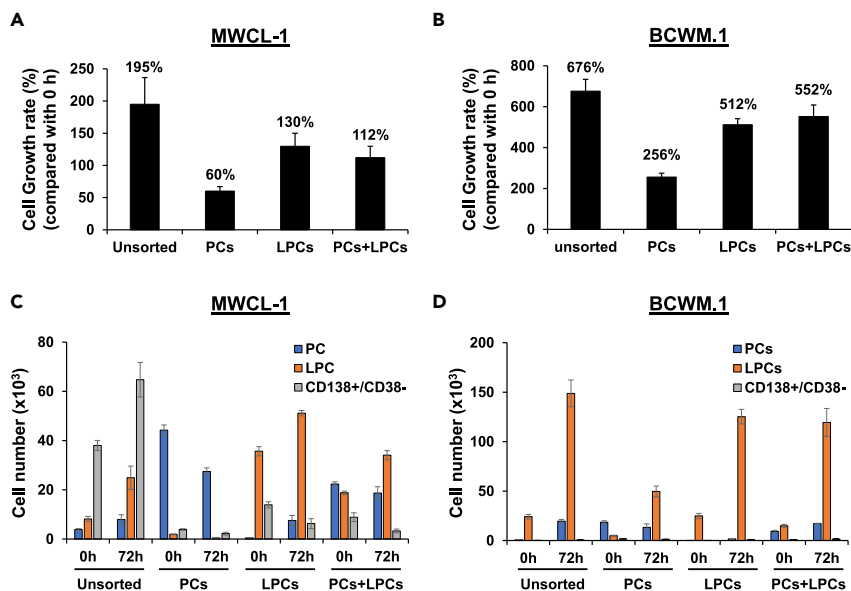 A
MWCL-1
Cell Growth rate (%)
(compared with 0 h)
250
200
150
100
50
0
195%
60%
130%
112%
Unsorted PCs LPCs PCs+LPCs
B
BCWM.1
Cell Growth rate (%)
(compared with 0 h)
800
600
400
200
0
676%
256%
512%
552%
unsorted PCs LPCs PCs+LPCs
C
MWCL-1
Cell number (x10³)
80
60
40
20
0
PC
LPC
CD138+/CD38-
0h 72h 0h 72h 0h 72h 0h 72h
Unsorted PCs LPCs PCs+LPCs
D
BCWM.1
Cell number (x10³)
200
150
100
50
0
PCs
LPCs
CD138+/CD38-
0h 72h 0h 72h 0h 72h 0h 72h
Unsorted PCs LPCs PCs+LPCs